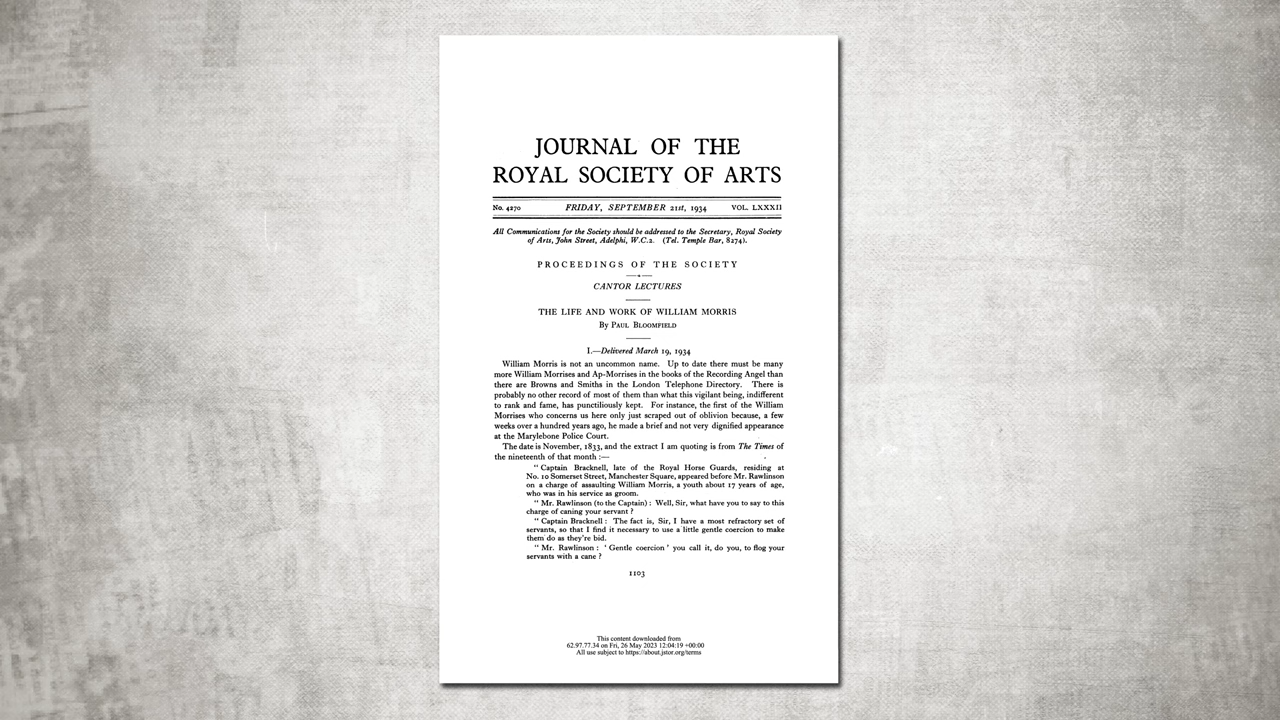 JOURNAL OF THE
ROYAL SOCIETY OF ARTS
No. 4270 FRIDAY, SEPTEMBER 21st, 1934 VOL. LXXXII
All Communications for the Society should be addressed to the Secretary, Royal Society
of Arts, John Street, Adelphi, W.C.2. (Tel. Temple Bar, 8274).
PROCEEDINGS OF THE SOCIETY
CANTOR LECTURES
THE LIFE AND WORK OF WILLIAM MORRIS
By PAUL BLOOMFIELD
I.—Delivered March 19, 1934
William Morris is not an uncommon name. Up to date there must be many
more William Morrises and Ap-Morrises in the books of the Recording Angel than
there are Browns and Smiths in the London Telephone Directory. There is
probably no other record of most of them than what this vigilant being, indifferent
to rank and fame, has punctiliously kept. For instance, the first of the William
Morrises who concerns us here only just scraped out of oblivion because, a few
weeks over a hundred years ago, he made a brief and not very dignified appearance
at the Marylebone Police Court.
The date is November, 1833, and the extract I am quoting is from The Times of
the nineteenth of that month :—
" Captain Bracknell, late of the Royal Horse Guards, residing at
No. 10 Somerset Street, Manchester Square, appeared before Mr. Rawlinson
on a charge of assaulting William Morris, a youth about 17 years of age,
who was in his service as groom.
" Mr. Rawlinson (to the Captain) : Well, Sir, what have you to say to this
charge of caning your servant ?
" Captain Bracknell : The fact is, Sir, I have a most refractory set of
servants, so that I find it necessary to use a little gentle coercion to make
them do as they're bid.
" Mr. Rawlinson : ' Gentle coercion ' you call it, do you, to flog your
servants with a cane ?
1103
This content downloaded from
62.97.77.34 on Fri, 26 May 2023 12:04:19 +00:00
All use subject to https://about.jstor.org/terms